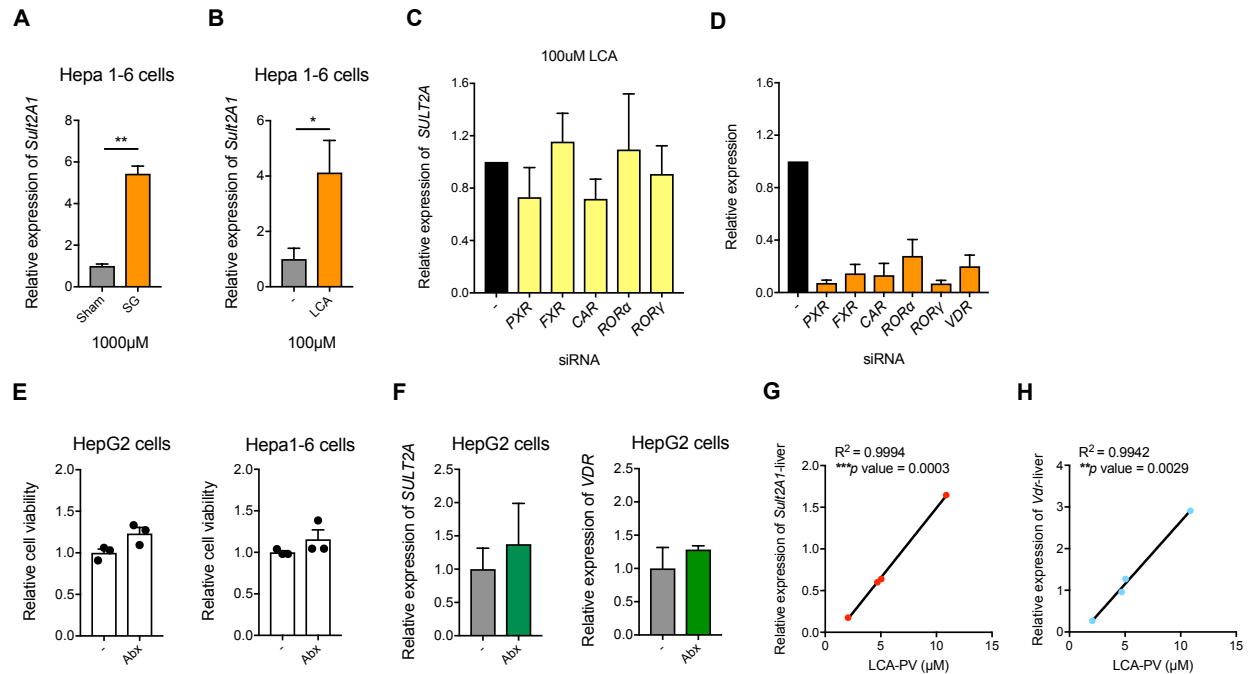 A
Hepa 1-6 cells
Relative expression of Sult2A1
8
6
4
2
0
**
Sham
SG
1000μM
B
Hepa 1-6 cells
Relative expression of Sult2A1
6
4
2
0
*
-
LCA
100μM
C
100uM LCA
Relative expression of SULT2A
1.6
1.2
0.8
0.4
0.0
-
PXR
FXR
CAR
RORα
RORγ
siRNA
D
Relative expression
1.6
1.2
0.8
0.4
0.0
-
PXR
FXR
CAR
RORα
RORγ
VDR
siRNA
E
HepG2 cells
Relative cell viability
2.0
1.5
1.0
0.5
0.0
-
Abx
Hepa1-6 cells
Relative cell viability
2.0
1.5
1.0
0.5
0.0
-
Abx
F
HepG2 cells
Relative expression of SULT2A
2.5
2.0
1.5
1.0
0.5
0.0
-
Abx
HepG2 cells
Relative expression of VDR
2.5
2.0
1.5
1.0
0.5
0.0
-
Abx
G
R² = 0.9994
***p value = 0.0003
Relative expression of Sult2A1-liver
2.0
1.5
1.0
0.5
0.0
0
5
10
15
LCA-PV (μM)
H
R² = 0.9942
**p value = 0.0029
Relative expression of Vdr-liver
4
3
2
1
0
0
5
10
15
LCA-PV (μM)